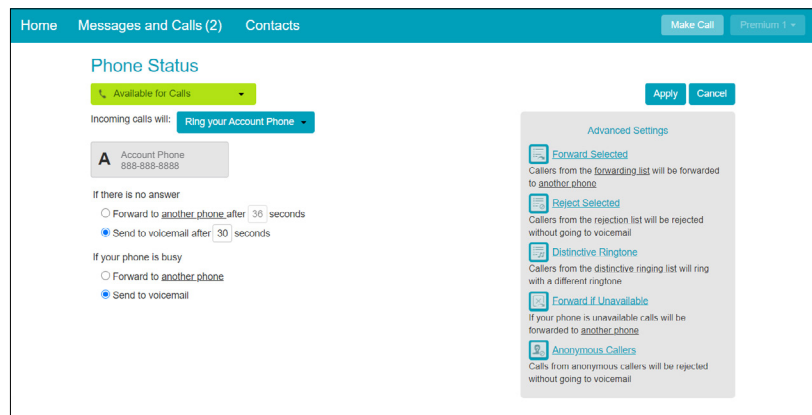 Home Messages and Calls (2) Contacts Make Call Premium 1
Phone Status
Available for Calls
Apply Cancel
Incoming calls will: Ring your Account Phone
A Account Phone
888-888-8888
If there is no answer
Forward to another phone after 36 seconds
Send to voicemail after 30 seconds
If your phone is busy
Forward to another phone
Send to voicemail
Advanced Settings
Forward Selected
Callers from the forwarding list will be forwarded
to another phone
Reject Selected
Callers from the rejection list will be rejected
without going to voicemail
Distinctive Ringtone
Callers from the distinctive ringing list will ring
with a different ringtone
Forward if Unavailable
If your phone is unavailable calls will be
forwarded to another phone
Anonymous Callers
Calls from anonymous callers will be rejected
without going to voicemail